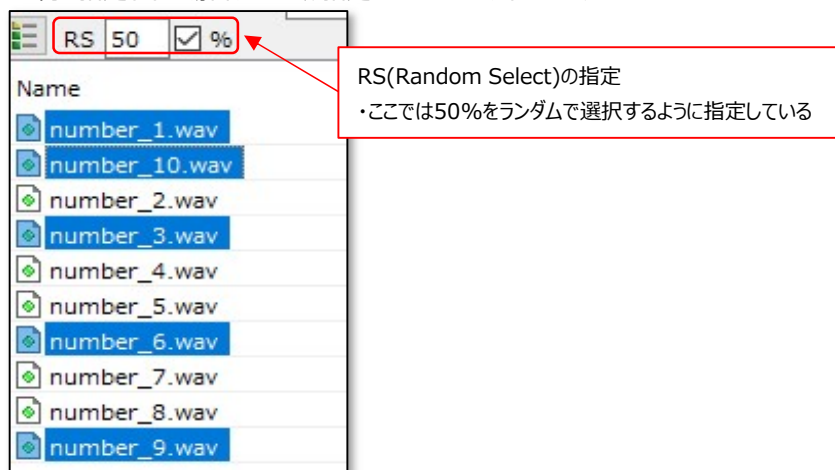 RS 50 %
RS(Random Select)の指定
・ここでは50%をランダムで選択するように指定している
Name
number_1.wav
number_10.wav
number_2.wav
number_3.wav
number_4.wav
number_5.wav
number_6.wav
number_7.wav
number_8.wav
number_9.wav